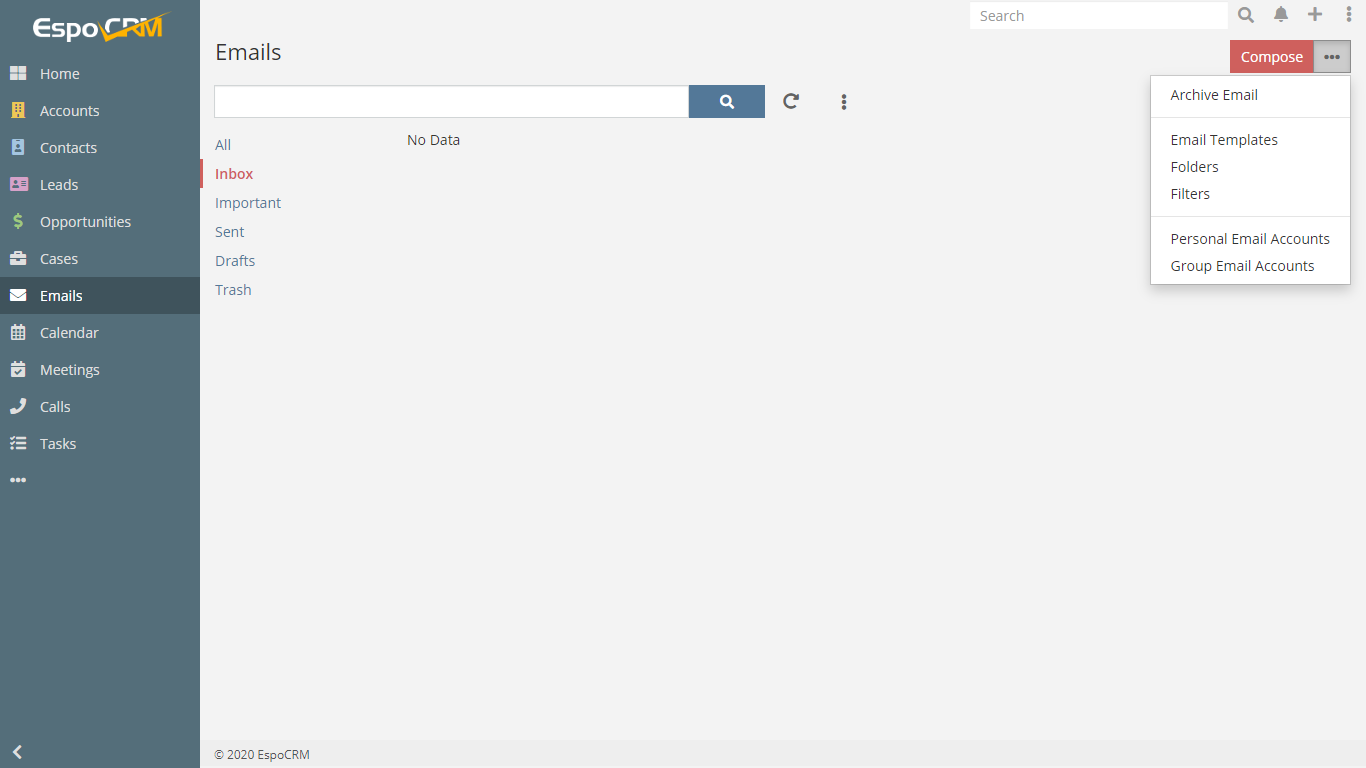 EspoCRM
Home
Accounts
Contacts
Leads
Opportunities
Cases
Emails
Calendar
Meetings
Calls
Tasks
Search
Emails
Compose
Archive Email
Email Templates
Folders
Filters
Personal Email Accounts
Group Email Accounts
All
Inbox
Important
Sent
Drafts
Trash
No Data
© 2020 EspoCRM